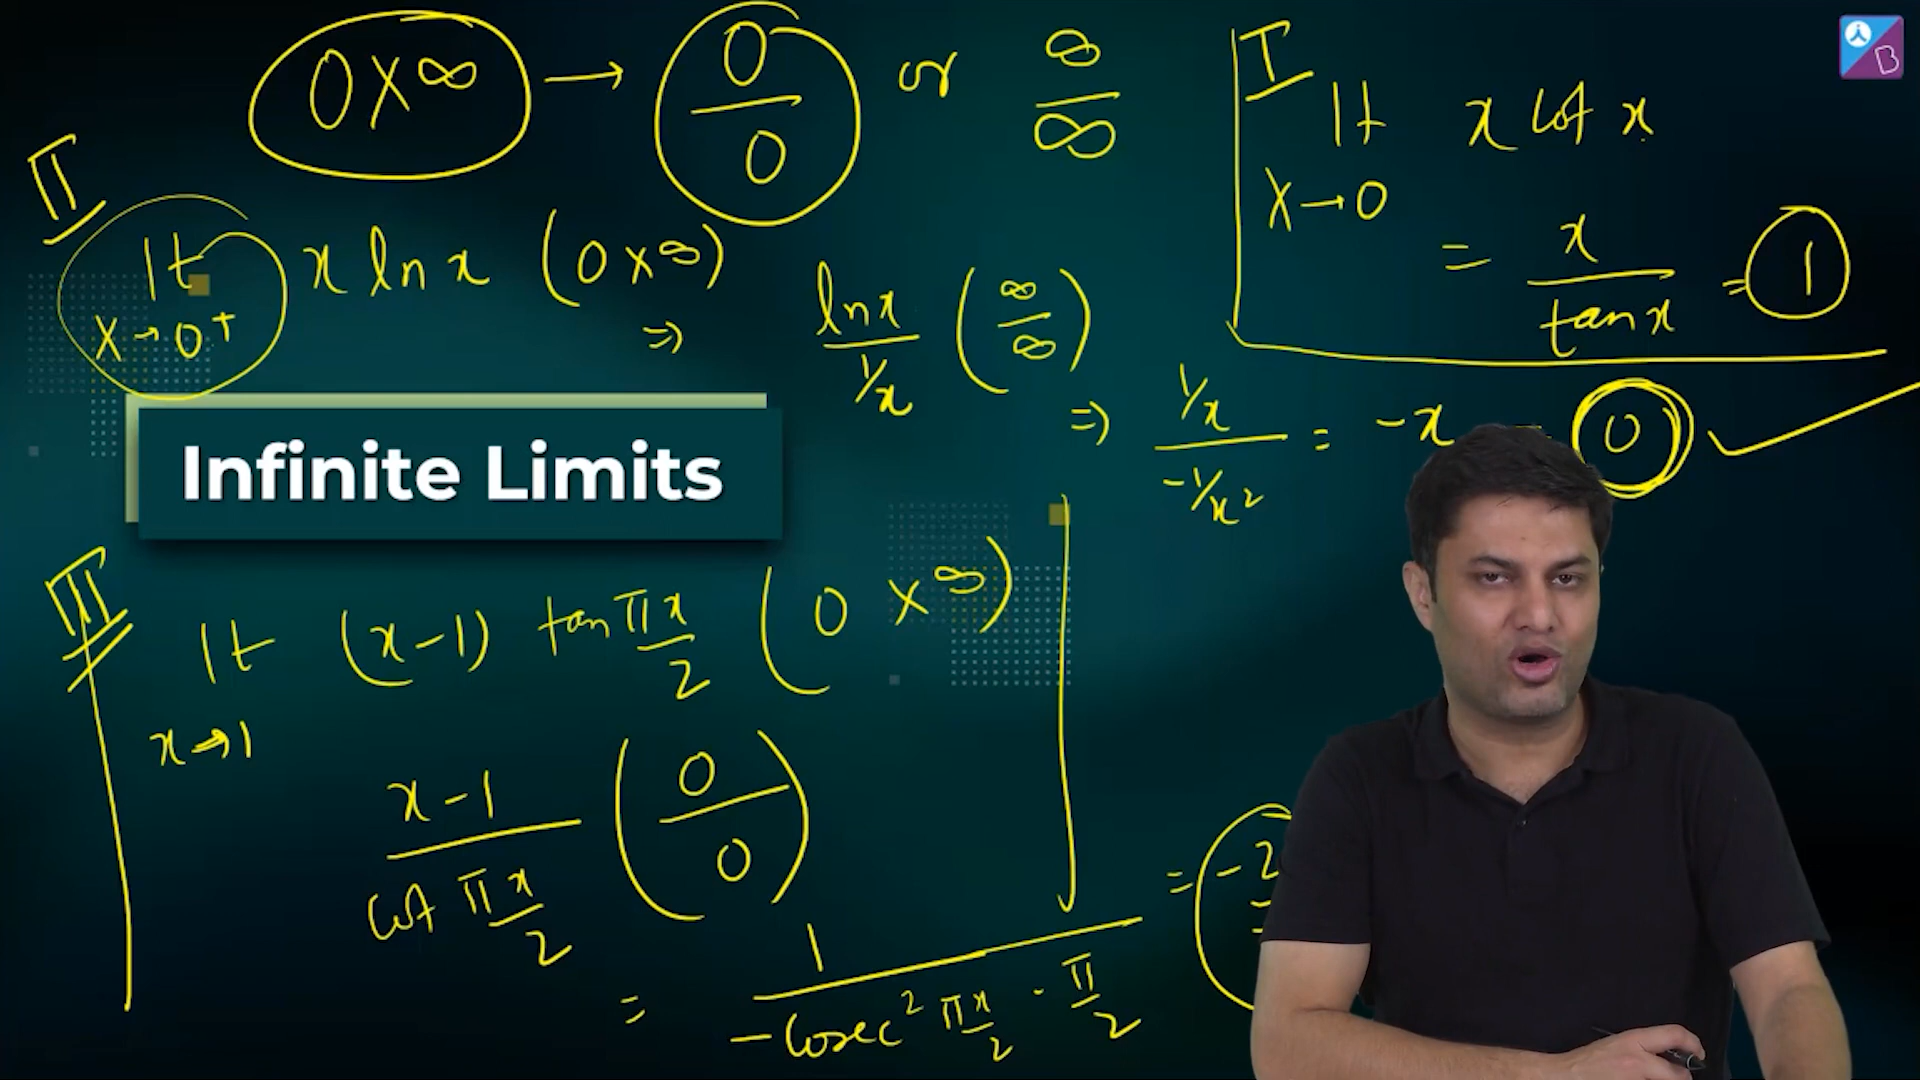 0×∞ → 0/0 or ∞/∞
I
lt x cot x
x→0
= x/tan x = 1
II
lt x ln x (0×∞)
x→0+
⇒ ln x / 1/x (∞/∞)
⇒ 1/x / -1/x² = -x = 0
Infinite Limits
III
lt (x-1) tan πx/2 (0×∞)
x→1
x-1 / cot πx/2 (0/0)
= 1 / -cosec² πx/2 · π/2
= -2
B